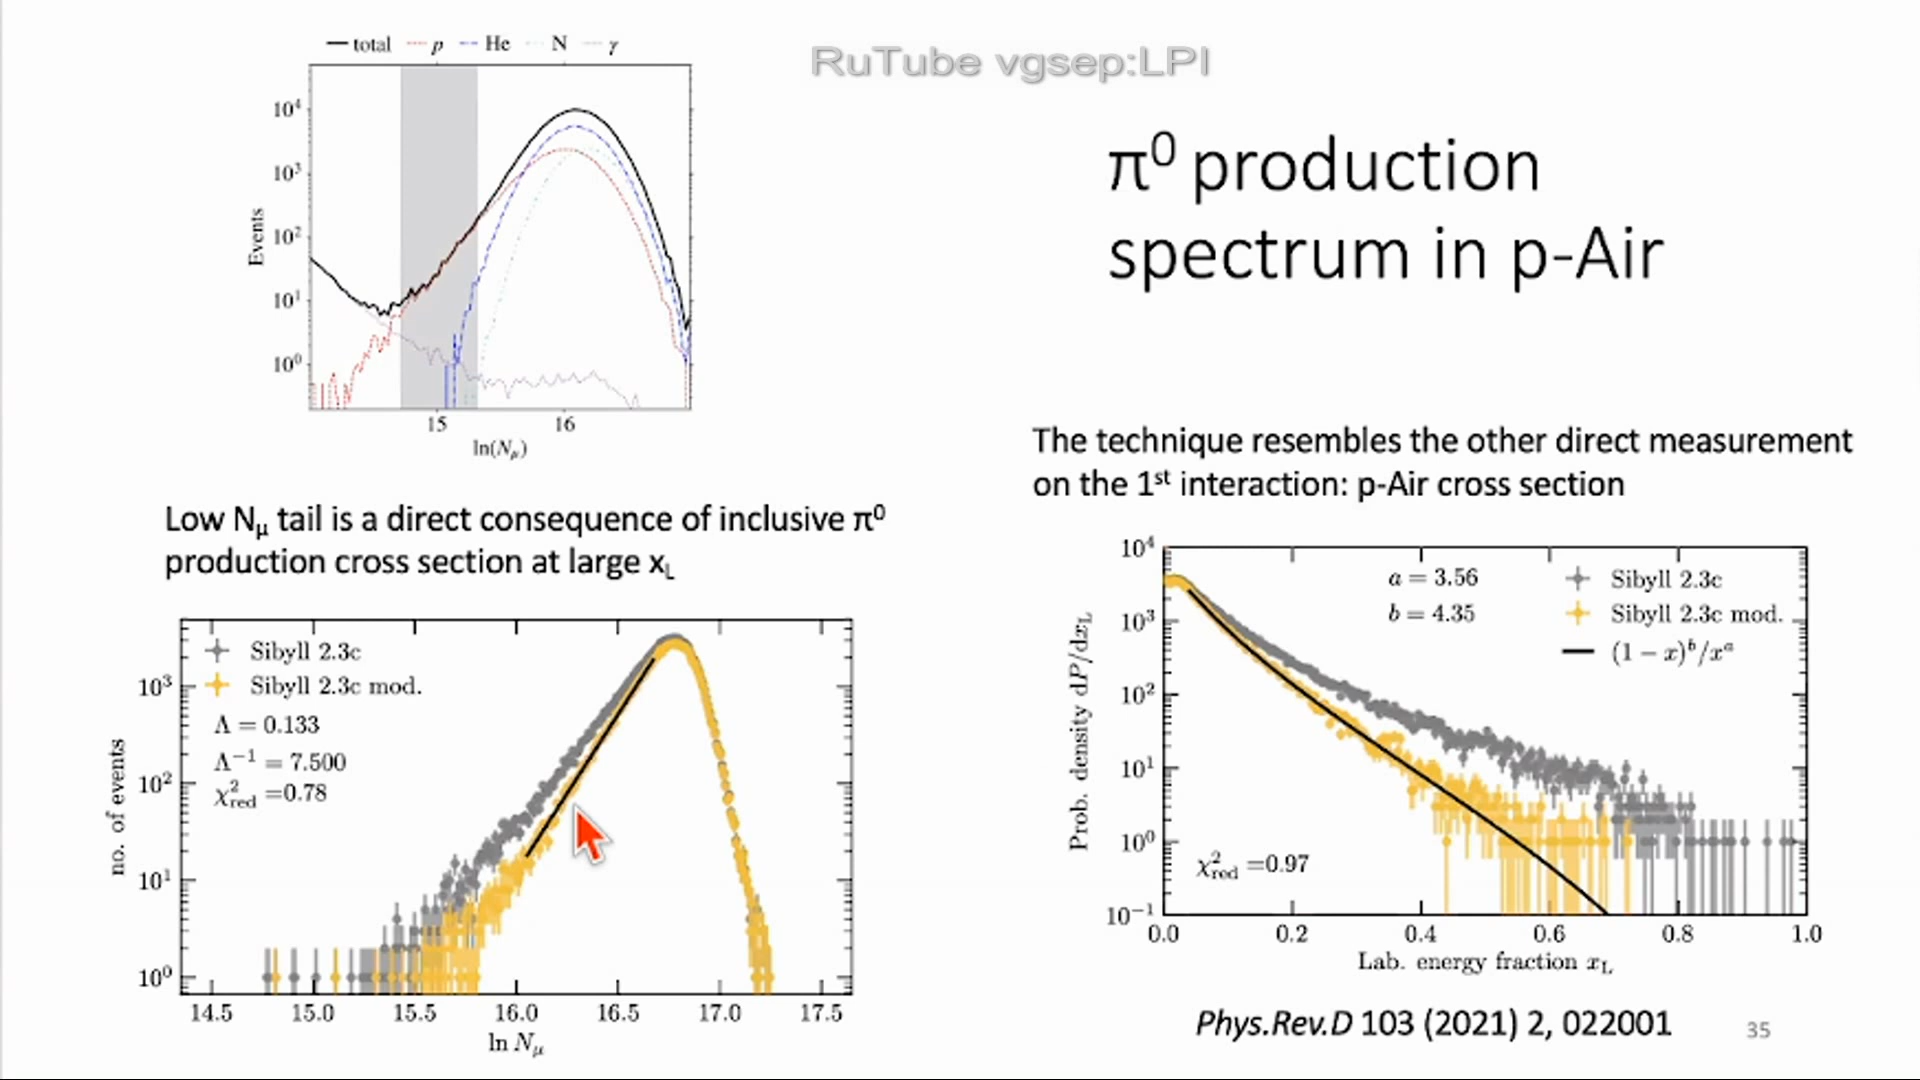 total p He N γ
RuTube vgsep:LPI
π⁰ production
spectrum in p-Air
10⁴
10³
10²
10¹
10⁰
Events
15 16
ln(N_μ)
Low N_μ tail is a direct consequence of inclusive π⁰
production cross section at large x_L
The technique resembles the other direct measurement
on the 1st interaction: p-Air cross section
Sibyll 2.3c
Sibyll 2.3c mod.
Λ = 0.133
Λ⁻¹ = 7.500
χ²_red =0.78
10³
10²
10¹
10⁰
no. of events
14.5 15.0 15.5 16.0 16.5 17.0 17.5
ln N_μ
a = 3.56
b = 4.35
Sibyll 2.3c
Sibyll 2.3c mod.
(1 − x)ᵇ/xᵃ
χ²_red =0.97
10⁴
10³
10²
10¹
10⁰
10⁻¹
Prob. density dP/dx_L
0.0 0.2 0.4 0.6 0.8 1.0
Lab. energy fraction x_L
Phys.Rev.D 103 (2021) 2, 022001
35